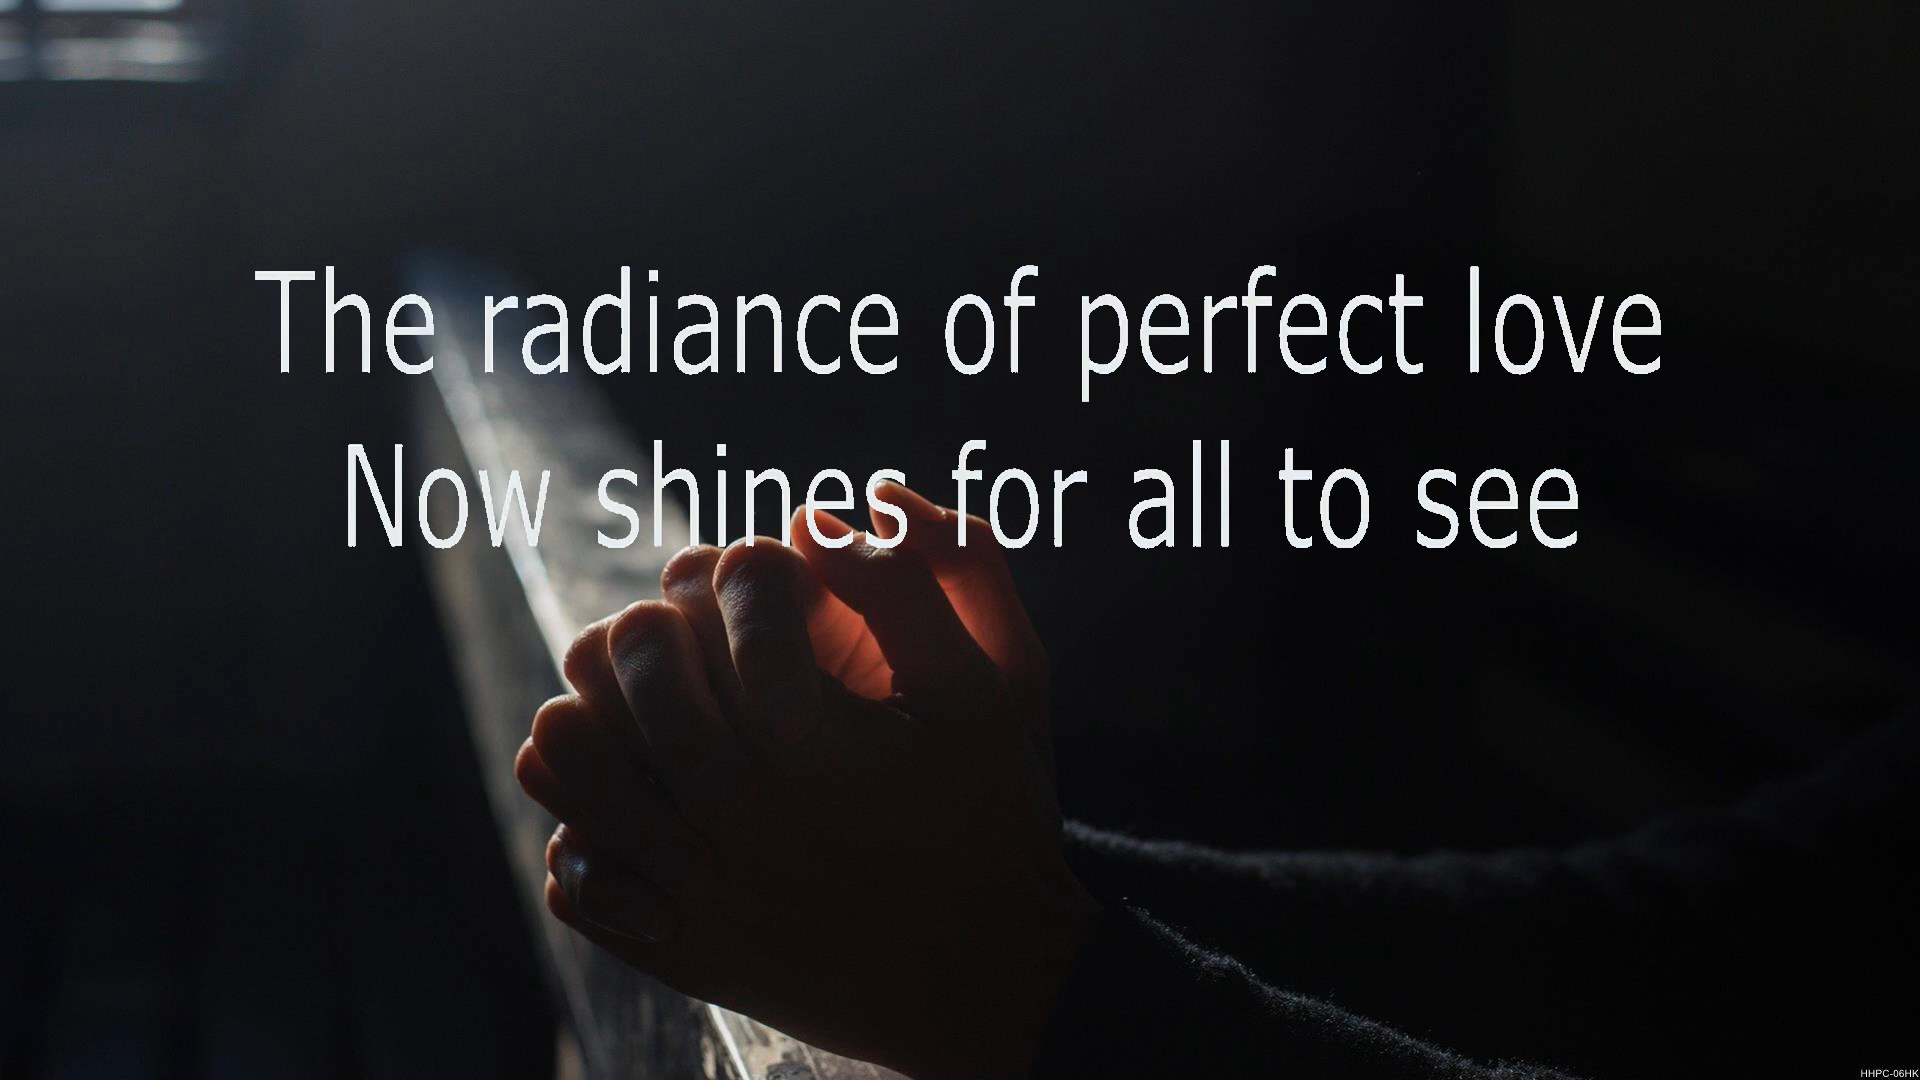 The radiance of perfect love
Now shines for all to see
HHPC-06HK